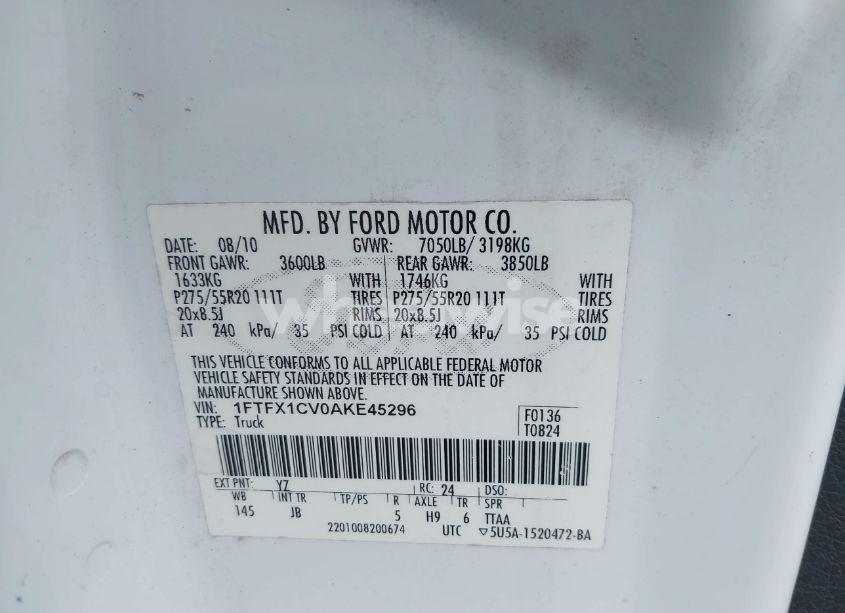 MFD. BY FORD MOTOR CO.
DATE: 08/10 GVWR: 7050LB/ 3198KG
FRONT GAWR: 3600LB REAR GAWR: 3850LB
1633KG WITH 1746KG WITH
P275/55R20 111T TIRES P275/55R20 111T TIRES
20x8.5J RIMS 20x8.5J RIMS
AT 240 kPa/ 35 PSI COLD AT 240 kPa/ 35 PSI COLD
THIS VEHICLE CONFORMS TO ALL APPLICABLE FEDERAL MOTOR
VEHICLE SAFETY STANDARDS IN EFFECT ON THE DATE OF
MANUFACTURE SHOWN ABOVE.
VIN: 1FTFX1CV0AKE45296 F0136
TYPE: Truck T0824
EXT PNT: YZ RC: 24 DSO:
WB INT TR TP/PS R AXLE TR SPR
145 JB 5 H9 6 TTAA
2201008200674 UTC ▽5U5A-1520472-BA
wheelwise